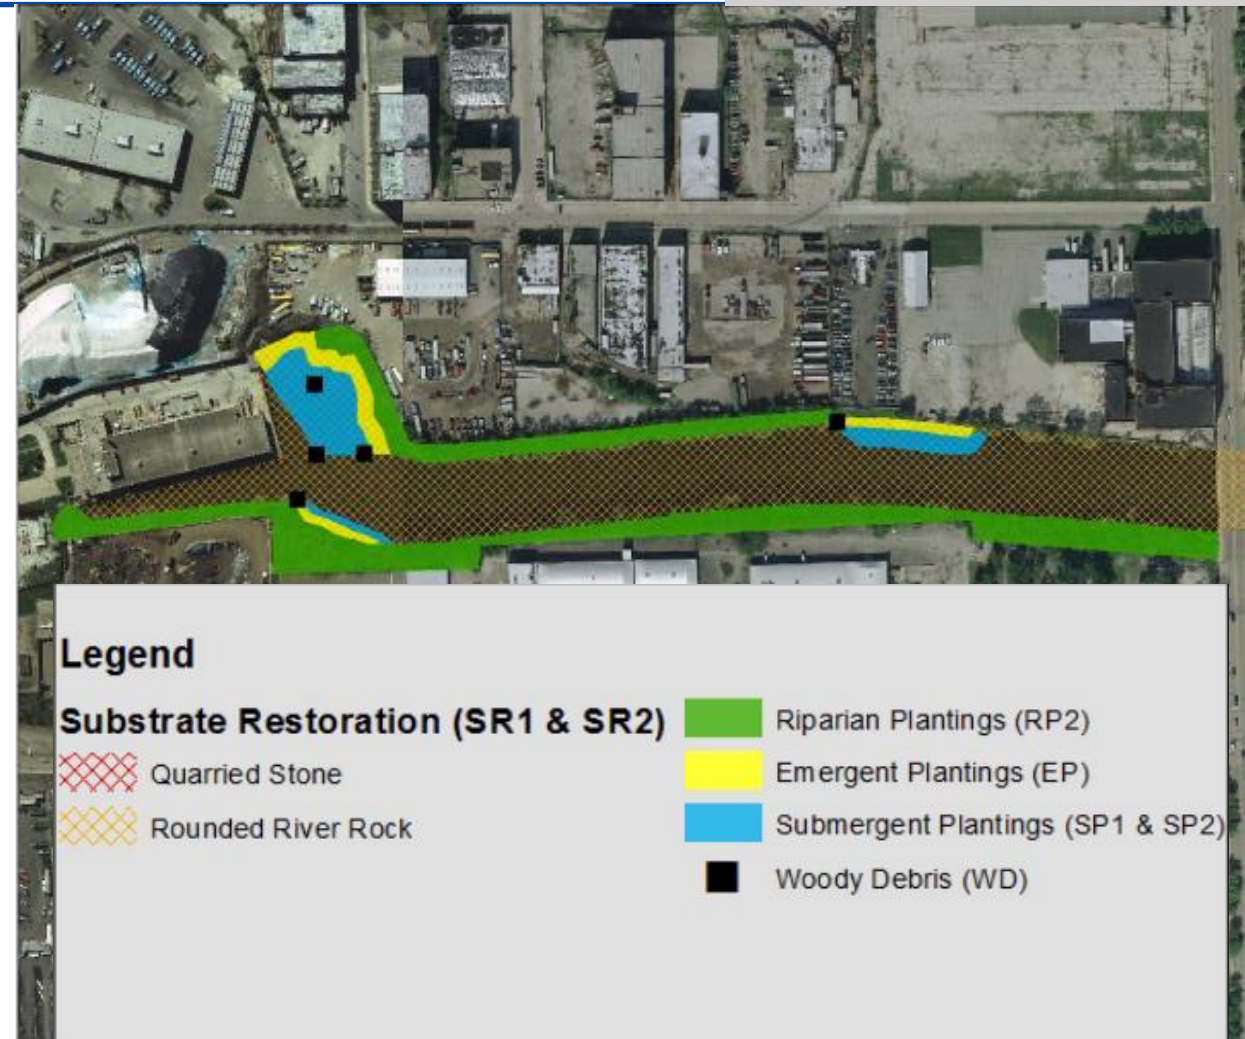 Legend
Substrate Restoration (SR1 & SR2)
Quarried Stone
Rounded River Rock
Riparian Plantings (RP2)
Emergent Plantings (EP)
Submergent Plantings (SP1 & SP2)
Woody Debris (WD)